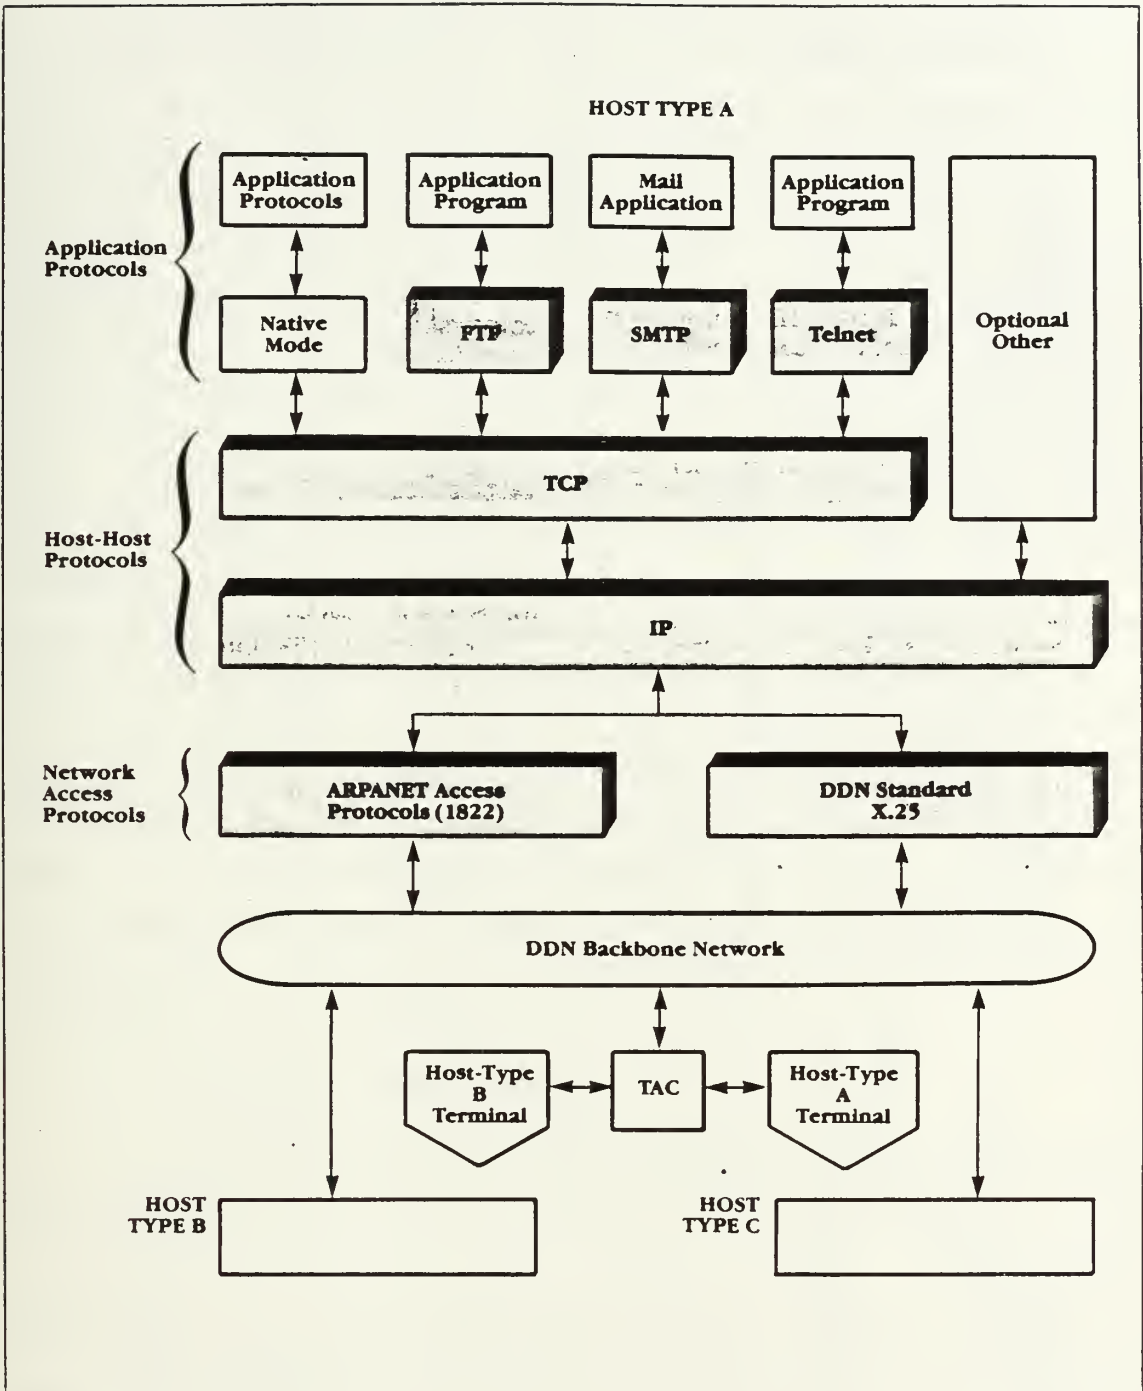 HOST TYPE A
Application
Protocols
Application
Program
Mail
Application
Application
Program
Application
Protocols
Native
Mode
FTP
SMTP
Telnet
Optional
Other
TCP
Host-Host
Protocols
IP
Network
Access
Protocols
ARPANET Access
Protocols (1822)
DDN Standard
X.25
DDN Backbone Network
Host-Type
B
Terminal
TAC
Host-Type
A
Terminal
HOST
TYPE B
HOST
TYPE C